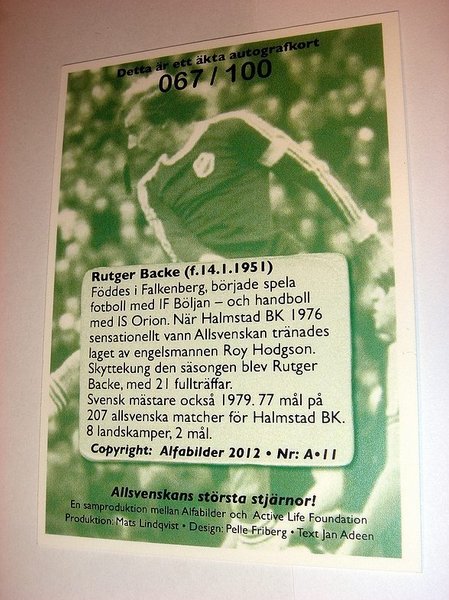 Detta är ett äkta autografkort
067 / 100
Rutger Backe (f.14.1.1951)
Föddes i Falkenberg, började spela
fotboll med IF Böljan – och handboll
med IS Orion. När Halmstad BK 1976
sensationellt vann Allsvenskan tränades
laget av engelsmannen Roy Hodgson.
Skyttekung den säsongen blev Rutger
Backe, med 21 fullträffar.
Svensk mästare också 1979. 77 mål på
207 allsvenska matcher för Halmstad BK.
8 landskamper, 2 mål.
Copyright: Alfabilder 2012 • Nr: A•11
Allsvenskans största stjärnor!
En samproduktion mellan Alfabilder och Active Life Foundation
Produktion: Mats Lindqvist • Design: Pelle Friberg • Text Jan Adeen